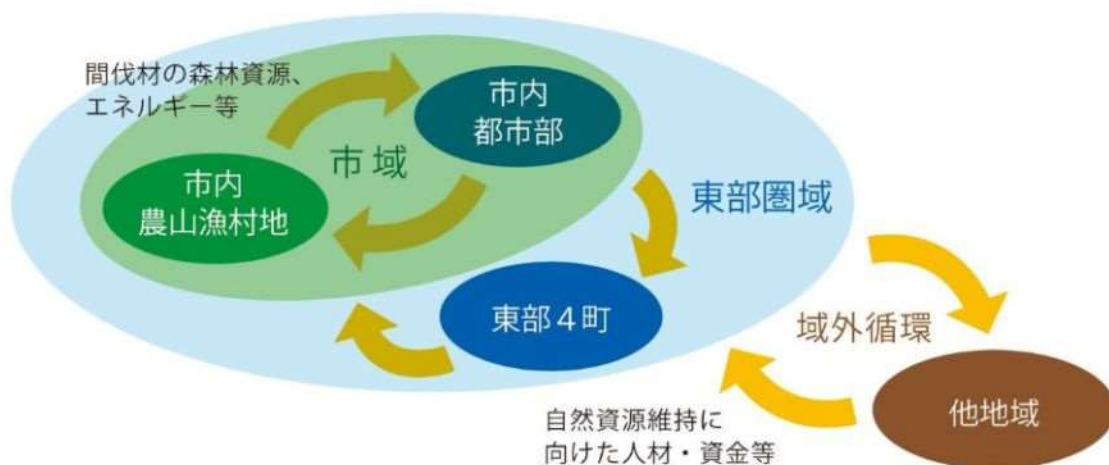 間伐材の森林資源、
エネルギー等
市内
都市部
市域
市内
農山漁村地
東部圏域
東部4町
域外循環
他地域
自然資源維持に
向けた人材・資金等